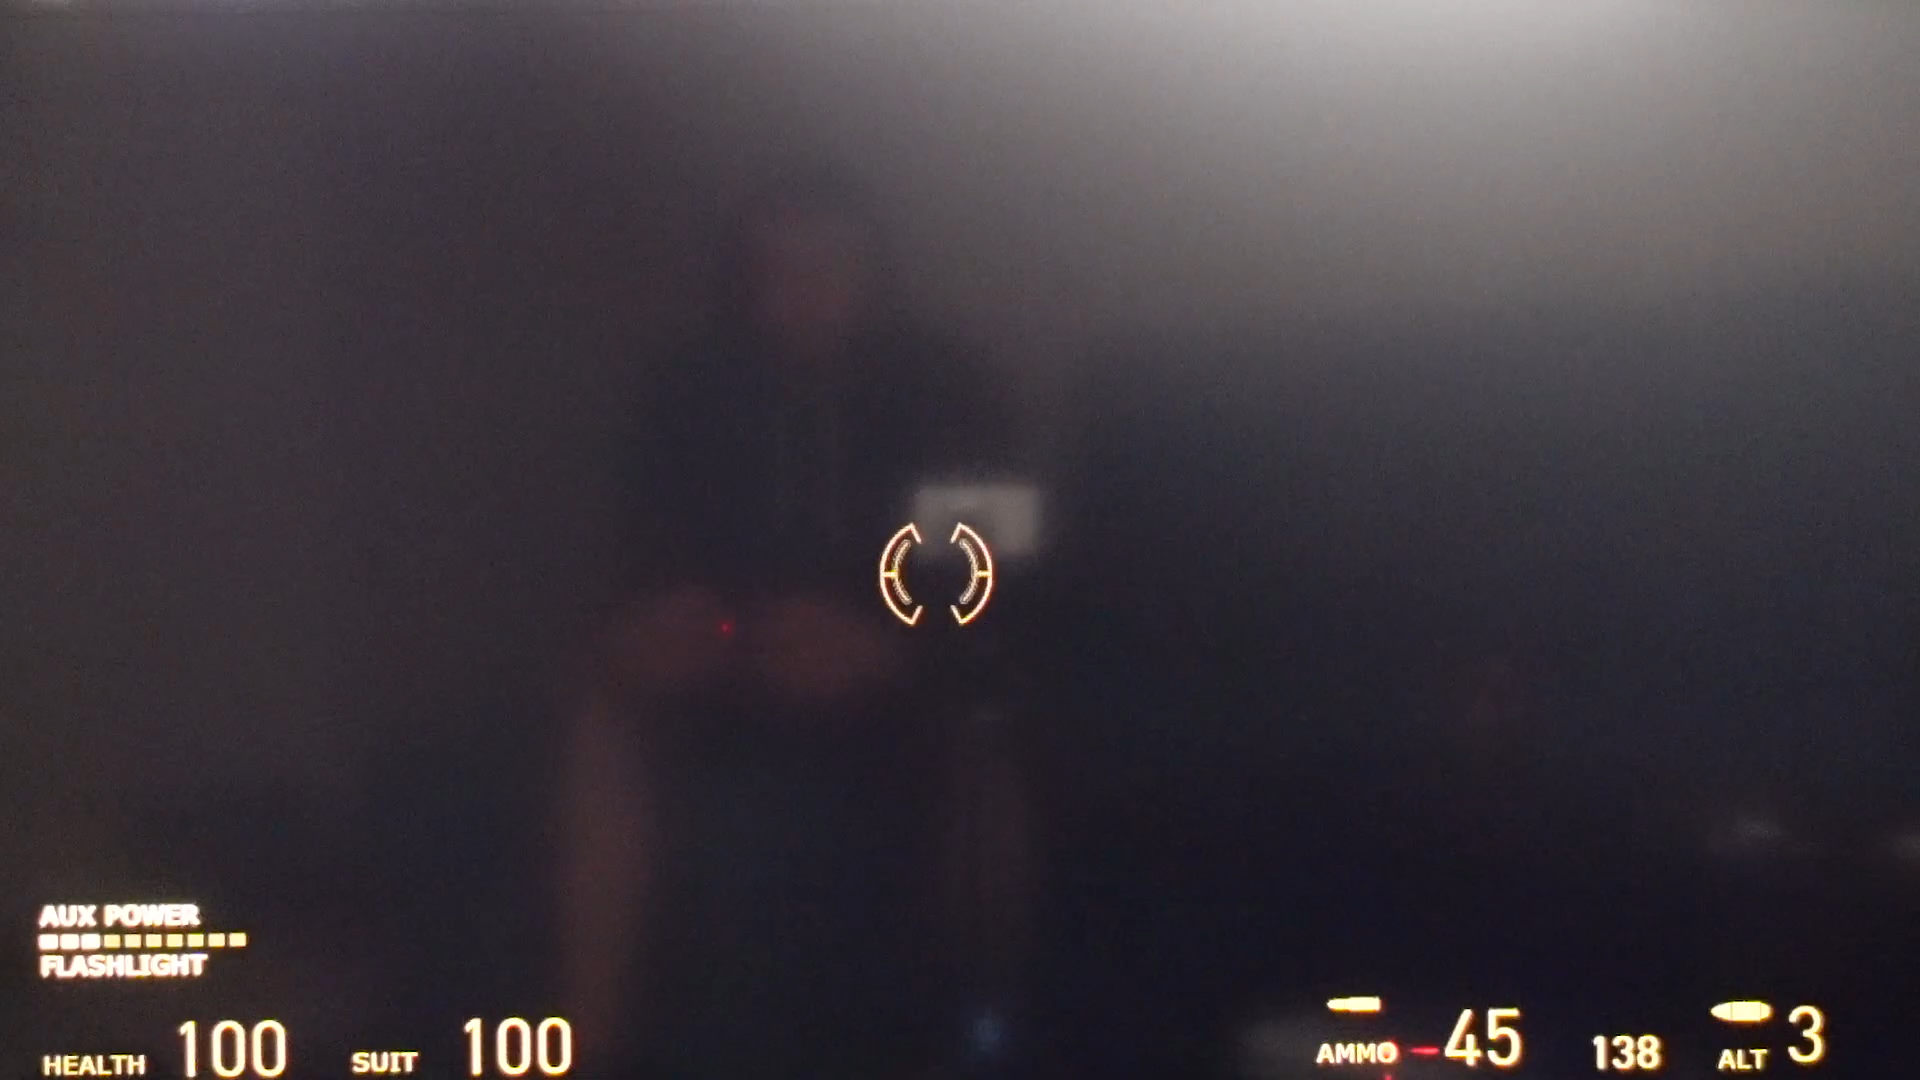 AUX POWER
FLASHLIGHT
HEALTH 100 SUIT 100
AMMO 45 138 ALT 3